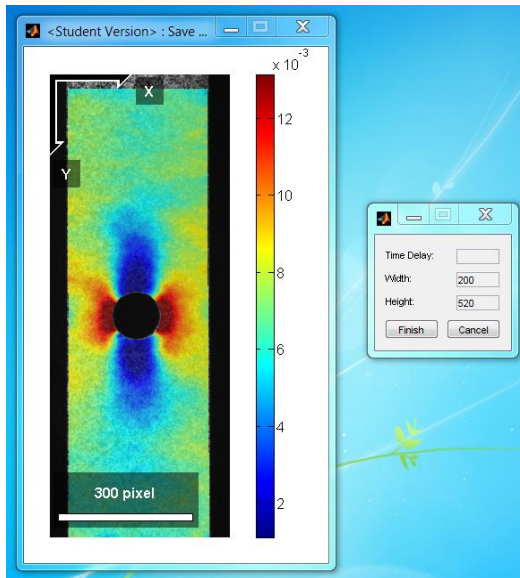 <Student Version> : Save ...
x 10-3
X
Y
12
10
8
6
4
2
300 pixel
Time Delay:
Width:
200
Height:
520
Finish
Cancel